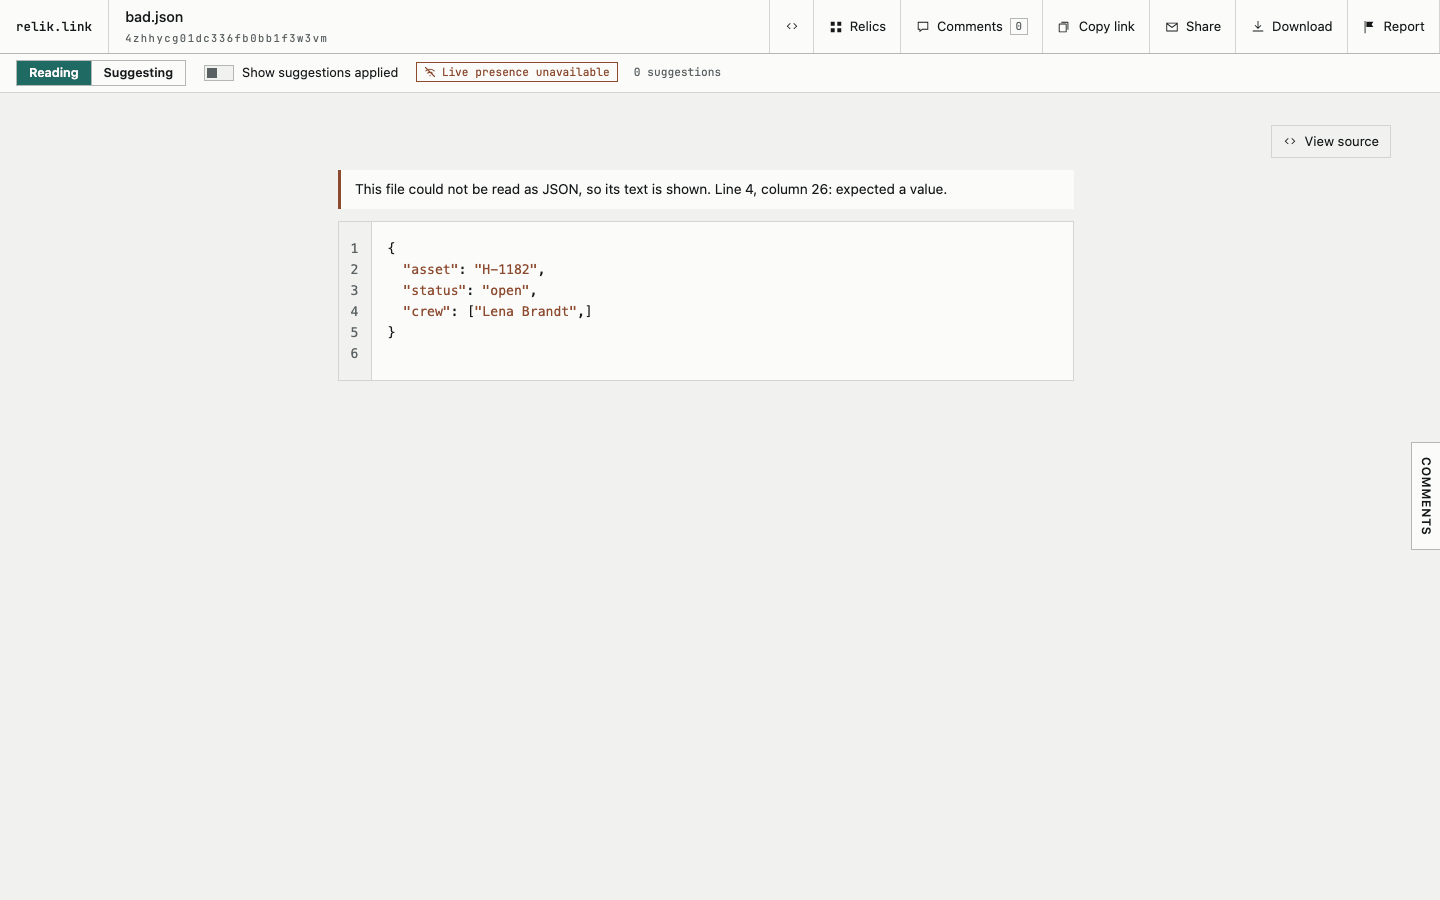 relik.link
bad.json
4zhhycg01dc336fb0bb1f3w3vm
<> Relics Comments 0 Copy link Share Download Report
Reading Suggesting Show suggestions applied Live presence unavailable 0 suggestions
<> View source
This file could not be read as JSON, so its text is shown. Line 4, column 26: expected a value.
1 {
2 "asset": "H-1182",
3 "status": "open",
4 "crew": ["Lena Brandt",]
5 }
6
COMMENTS